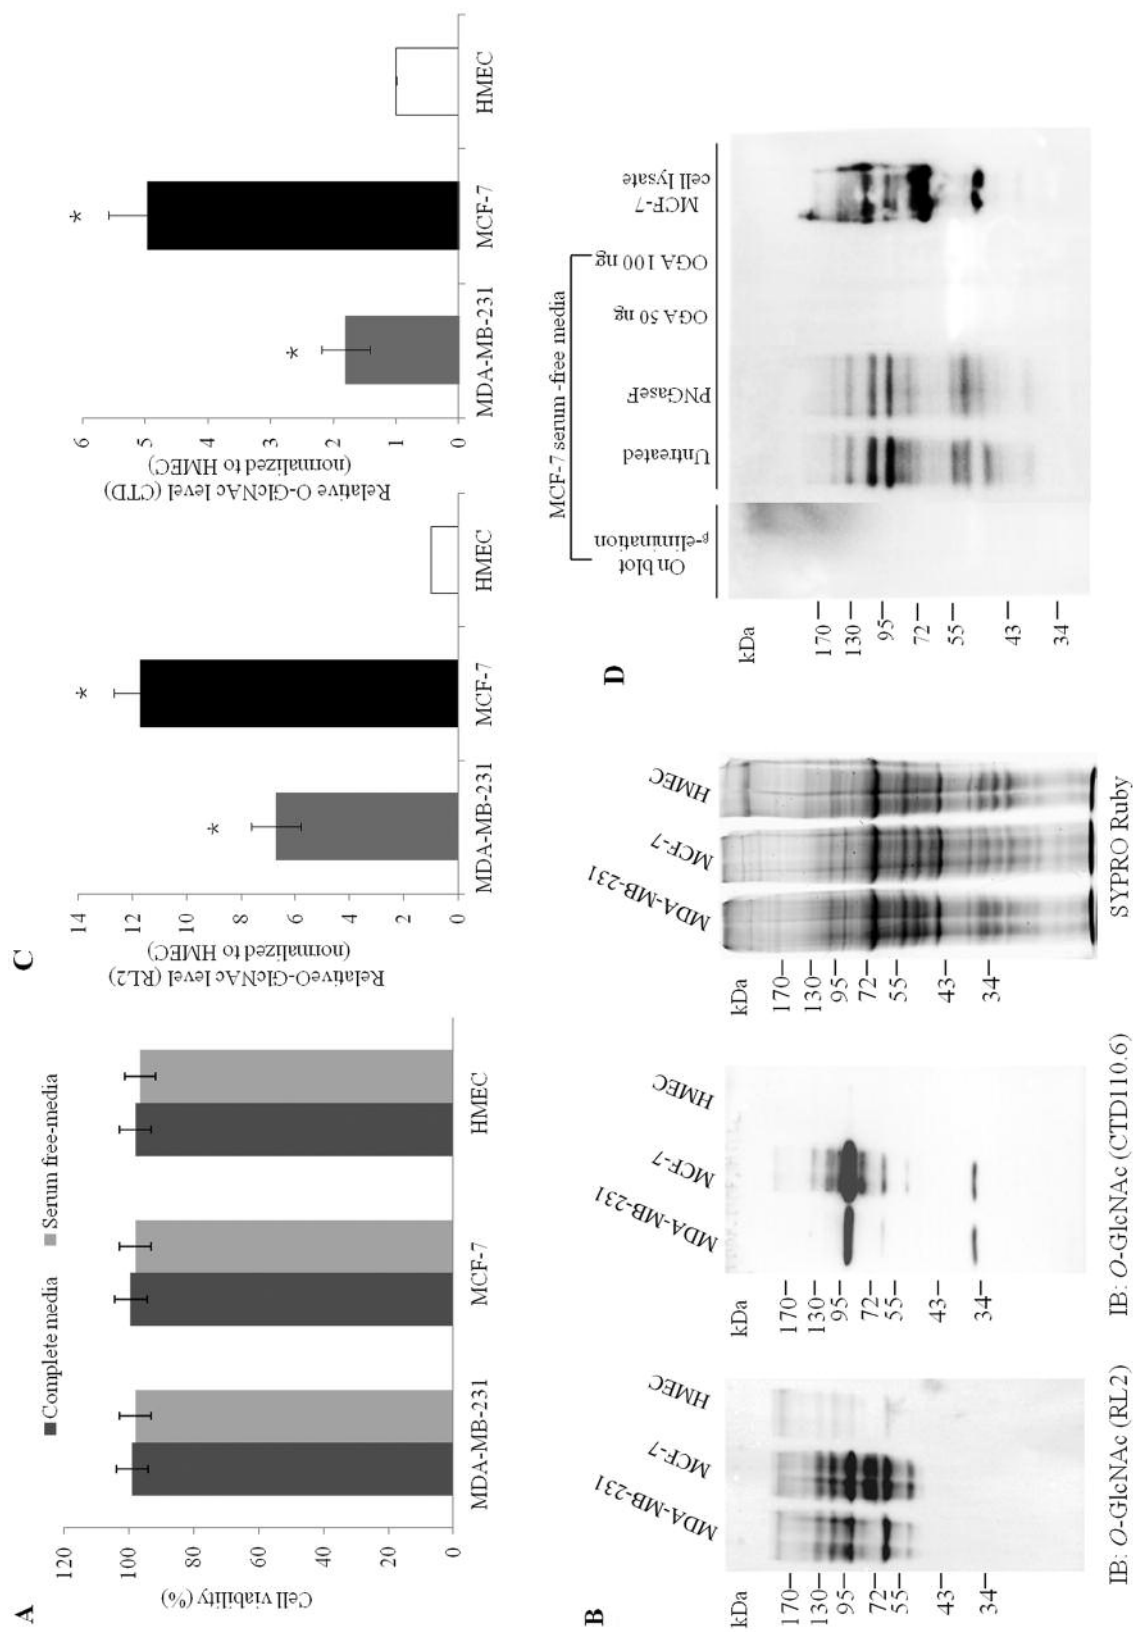 A
Complete media
Serum free-media
Cell viability (%)
120
100
80
60
40
20
0
MDA-MB-231
MCF-7
HMEC
C
RelativeO-GlcNAc level (RL2)
(normalized to HMEC)
14
12
10
8
6
4
2
0
*
*
MDA-MB-231
MCF-7
HMEC
Relative O-GlcNAc level (CTD)
(normalized to HMEC)
6
5
4
3
2
1
0
*
*
MDA-MB-231
MCF-7
HMEC
B
MDA-MB-231
MCF-7
HMEC
kDa
170
130
95
72
55
43
34
IB: O-GlcNAc (RL2)
MDA-MB-231
MCF-7
HMEC
kDa
170
130
95
72
55
43
34
IB: O-GlcNAc (CTD110.6)
MDA-MB-231
MCF-7
HMEC
kDa
170
130
95
72
55
43
34
SYPRO Ruby
D
MCF-7 serum -free media
On blot
β-elimination
Untreated
PNGaseF
OGA 50 ng
OGA 100 ng
MCF-7
cell lysate
kDa
170
130
95
72
55
43
34